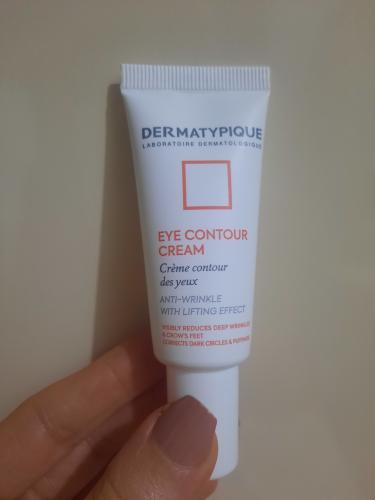 DERMATYPIQUE
LABORATOIRE DERMATOLOGIQUE
EYE CONTOUR
CREAM
Crème contour
des yeux
ANTI-WRINKLE
WITH LIFTING EFFECT
VISIBLY REDUCES DEEP WRINKLES
& CROW'S FEET
CORRECTS DARK CIRCLES & PUFFINESS